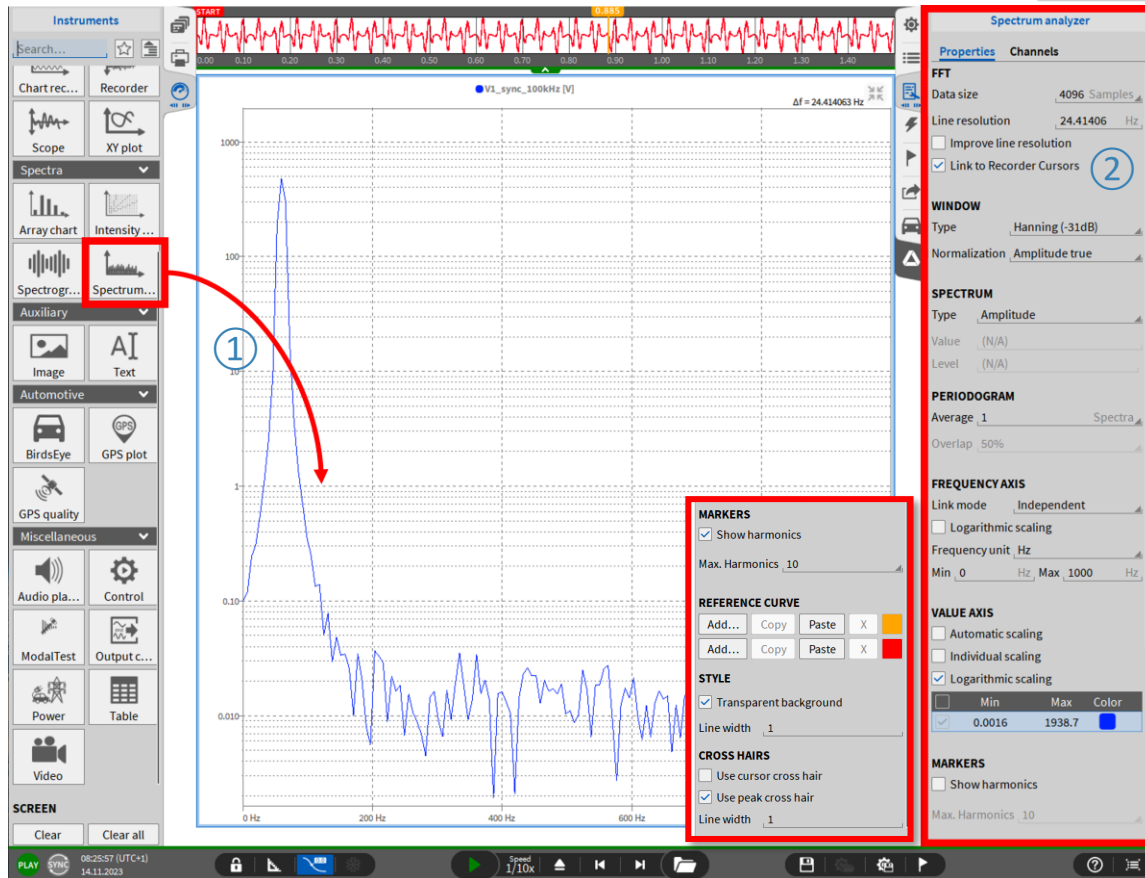 Instruments
Search...
Chart rec...
Recorder
Scope
XY plot
Spectra
Array chart
Intensity ...
Spectrogr...
Spectrum...
Auxiliary
Image
Text
Automotive
BirdsEye
GPS plot
GPS quality
Miscellaneous
Audio pla...
Control
ModalTest
Output c...
Power
Table
Video
SCREEN
Clear
Clear all
START
0.885
0.00 0.10 0.20 0.30 0.40 0.50 0.60 0.70 0.80 0.90 1.00 1.10 1.20 1.30 1.40
V1_sync_100kHz [V]
Δf = 24.414063 Hz
1000
100
10
1
0.10
0.010
0 Hz
200 Hz
400 Hz
600 Hz
①
MARKERS
Show harmonics
Max. Harmonics 10
REFERENCE CURVE
Add... Copy Paste X
Add... Copy Paste X
STYLE
Transparent background
Line width 1
CROSS HAIRS
Use cursor cross hair
Use peak cross hair
Line width 1
Spectrum analyzer
Properties Channels
FFT
Data size 4096 Samples
Line resolution 24.41406 Hz
Improve line resolution
Link to Recorder Cursors
②
WINDOW
Type Hanning (-31dB)
Normalization Amplitude true
SPECTRUM
Type Amplitude
Value (N/A)
Level (N/A)
PERIODOGRAM
Average 1 Spectra
Overlap 50%
FREQUENCY AXIS
Link mode Independent
Logarithmic scaling
Frequency unit Hz
Min 0 Hz Max 1000 Hz
VALUE AXIS
Automatic scaling
Individual scaling
Logarithmic scaling
Min Max Color
0.0016 1938.7
MARKERS
Show harmonics
Max. Harmonics 10
PLAY
SYNC
08:25:57 (UTC+1)
14.11.2023
Speed
1/10x